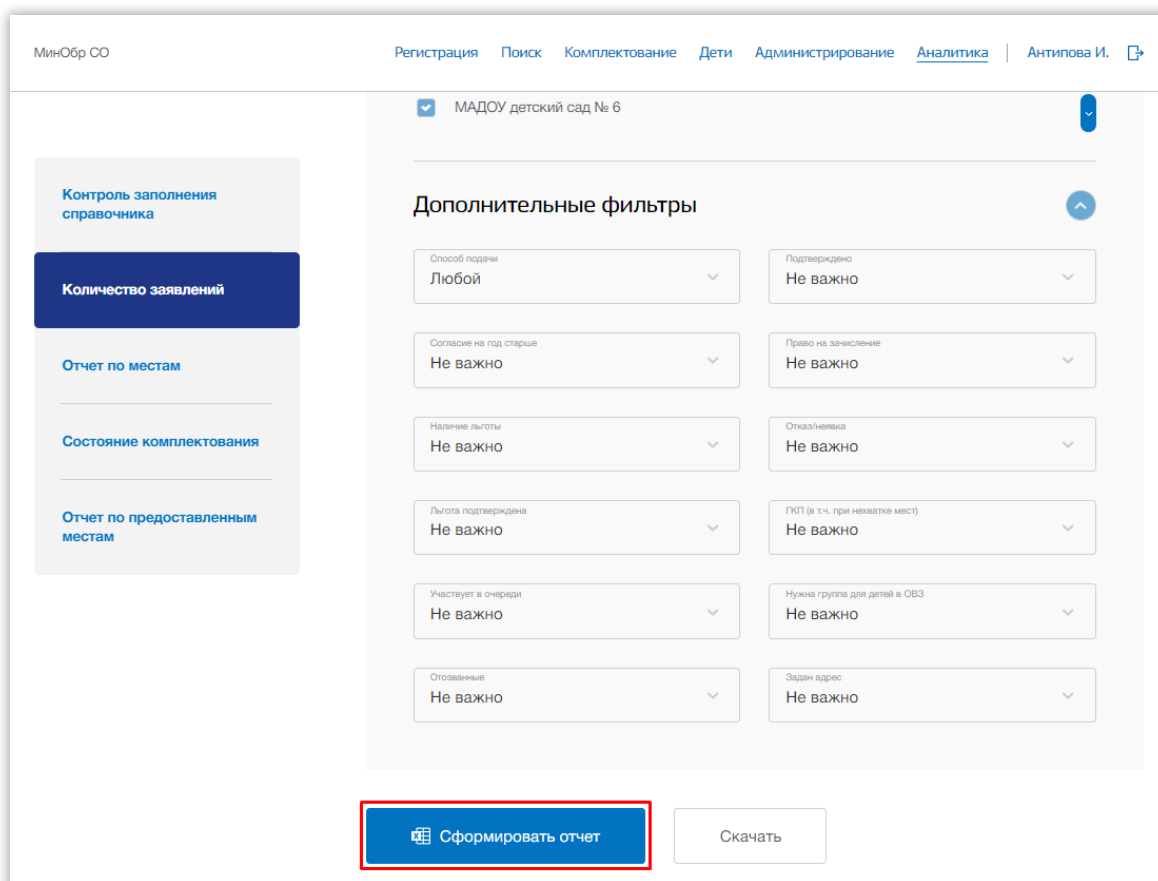 МинОбр СО
Регистрация Поиск Комплектование Дети Администрирование Аналитика Антипова И.
МАДОУ детский сад № 6
Контроль заполнения
справочника
Количество заявлений
Отчет по местам
Состояние комплектования
Отчет по предоставленным
местам
Дополнительные фильтры
Способ подачи
Любой
Подтверждено
Не важно
Согласие на год старше
Не важно
Право на зачисление
Не важно
Наличие льготы
Не важно
Отказ/неявка
Не важно
Льгота подтверждена
Не важно
ГКП (в т.ч. при нехватке мест)
Не важно
Участвует в очереди
Не важно
Нужна группа для детей в ОВЗ
Не важно
Отозванные
Не важно
Задан адрес
Не важно
Сформировать отчет
Скачать